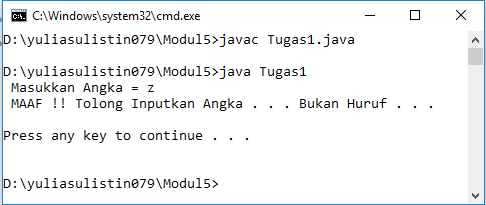 C:\Windows\system32\cmd.exe
D:\yuliasulistin079\Modul5>javac Tugas1.java
D:\yuliasulistin079\Modul5>java Tugas1
Masukkan Angka = z
MAAF !! Tolong Inputkan Angka . . . Bukan Huruf . . .
Press any key to continue . . .
D:\yuliasulistin079\Modul5>